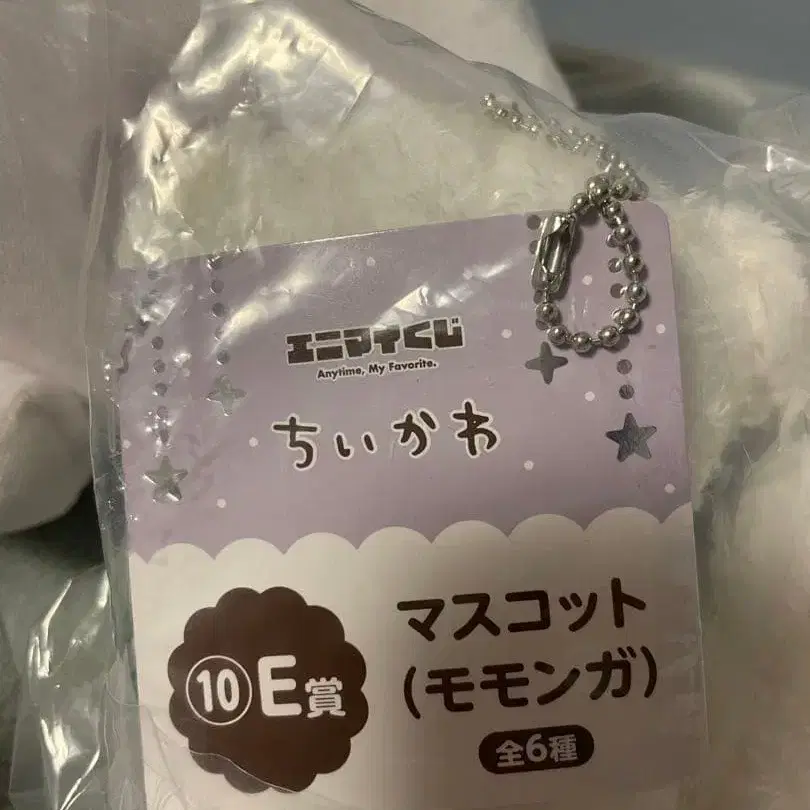 エニマイくじ
Anytime, My Favorite.
ちいかわ
⑩E賞
マスコット
(モモンガ)
全6種